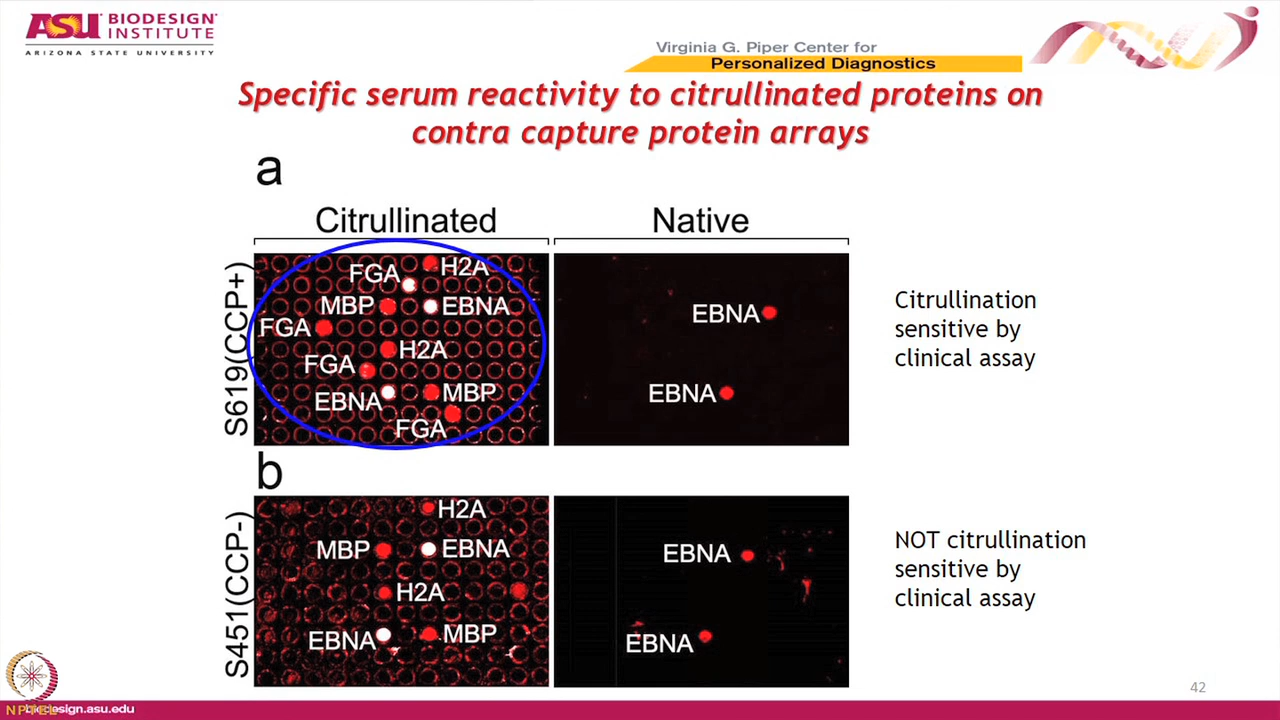 ASU BIODESIGN
INSTITUTE
ARIZONA STATE UNIVERSITY
Virginia G. Piper Center for
Personalized Diagnostics
Specific serum reactivity to citrullinated proteins on
contra capture protein arrays
a
Citrullinated
Native
S619(CCP+)
FGA
H2A
MBP
EBNA
FGA
H2A
FGA
EBNA
MBP
FGA
EBNA
EBNA
Citrullination
sensitive by
clinical assay
b
S451(CCP-)
H2A
MBP
EBNA
H2A
EBNA
MBP
EBNA
EBNA
NOT citrullination
sensitive by
clinical assay
42
NPTEL
biodesign.asu.edu